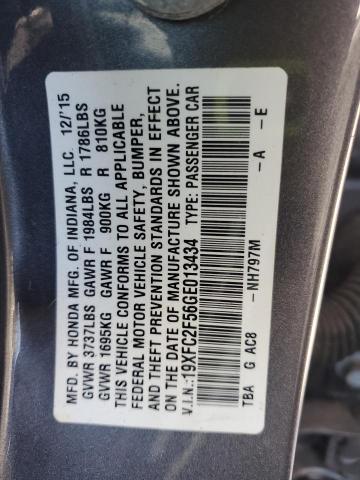 MFD. BY HONDA MFG. OF INDIANA, LLC. 12/'15
GVWR 3737LBS GAWR F 1984LBS R 1786LBS
GVWR 1695KG GAWR F 900KG R 810KG
THIS VEHICLE CONFORMS TO ALL APPLICABLE
FEDERAL MOTOR VEHICLE SAFETY, BUMPER,
AND THEFT PREVENTION STANDARDS IN EFFECT
ON THE DATE OF MANUFACTURE SHOWN ABOVE.
V.I.N.:19XFC2F56GE013434 TYPE: PASSENGER CAR
TBA G AC8 -NH797M -A -E